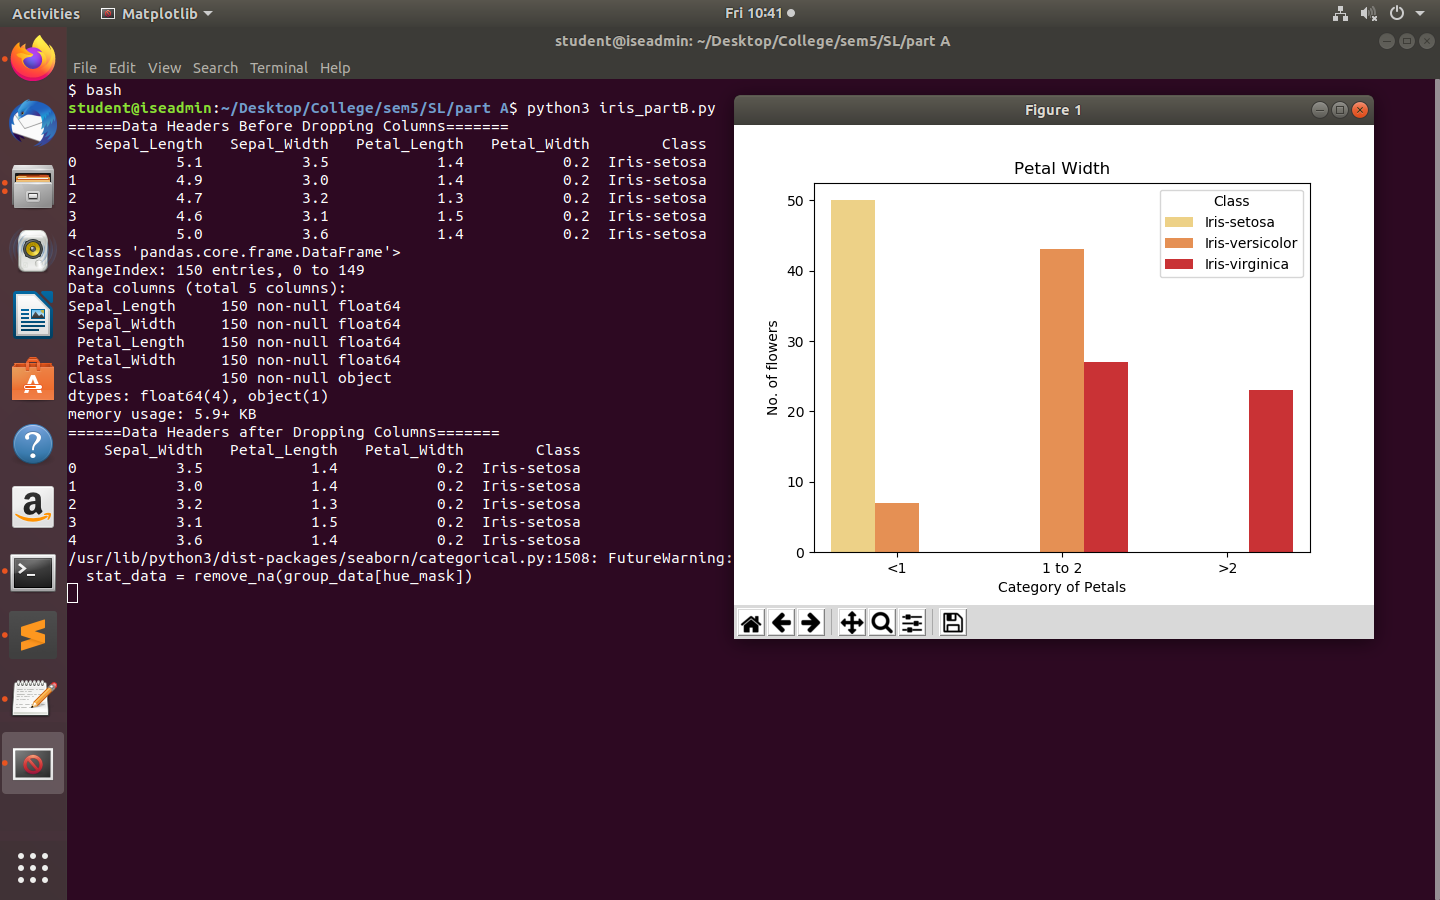 Activities Matplotlib Fri 10:41
student@iseadmin: ~/Desktop/College/sem5/SL/part A
File Edit View Search Terminal Help
$ bash
student@iseadmin:~/Desktop/College/sem5/SL/part A$ python3 iris_partB.py
======Data Headers Before Dropping Columns=======
   Sepal_Length   Sepal_Width   Petal_Length   Petal_Width        Class
0           5.1           3.5            1.4           0.2  Iris-setosa
1           4.9           3.0            1.4           0.2  Iris-setosa
2           4.7           3.2            1.3           0.2  Iris-setosa
3           4.6           3.1            1.5           0.2  Iris-setosa
4           5.0           3.6            1.4           0.2  Iris-setosa
<class 'pandas.core.frame.DataFrame'>
RangeIndex: 150 entries, 0 to 149
Data columns (total 5 columns):
Sepal_Length     150 non-null float64
 Sepal_Width     150 non-null float64
 Petal_Length    150 non-null float64
 Petal_Width     150 non-null float64
Class            150 non-null object
dtypes: float64(4), object(1)
memory usage: 5.9+ KB
======Data Headers after Dropping Columns=======
    Sepal_Width   Petal_Length   Petal_Width        Class
0           3.5            1.4           0.2  Iris-setosa
1           3.0            1.4           0.2  Iris-setosa
2           3.2            1.3           0.2  Iris-setosa
3           3.1            1.5           0.2  Iris-setosa
4           3.6            1.4           0.2  Iris-setosa
/usr/lib/python3/dist-packages/seaborn/categorical.py:1508: FutureWarning:
  stat_data = remove_na(group_data[hue_mask])
Figure 1
Petal Width
Class
Iris-setosa
Iris-versicolor
Iris-virginica
50
40
30
20
10
0
No. of flowers
<1 1 to 2 >2
Category of Petals